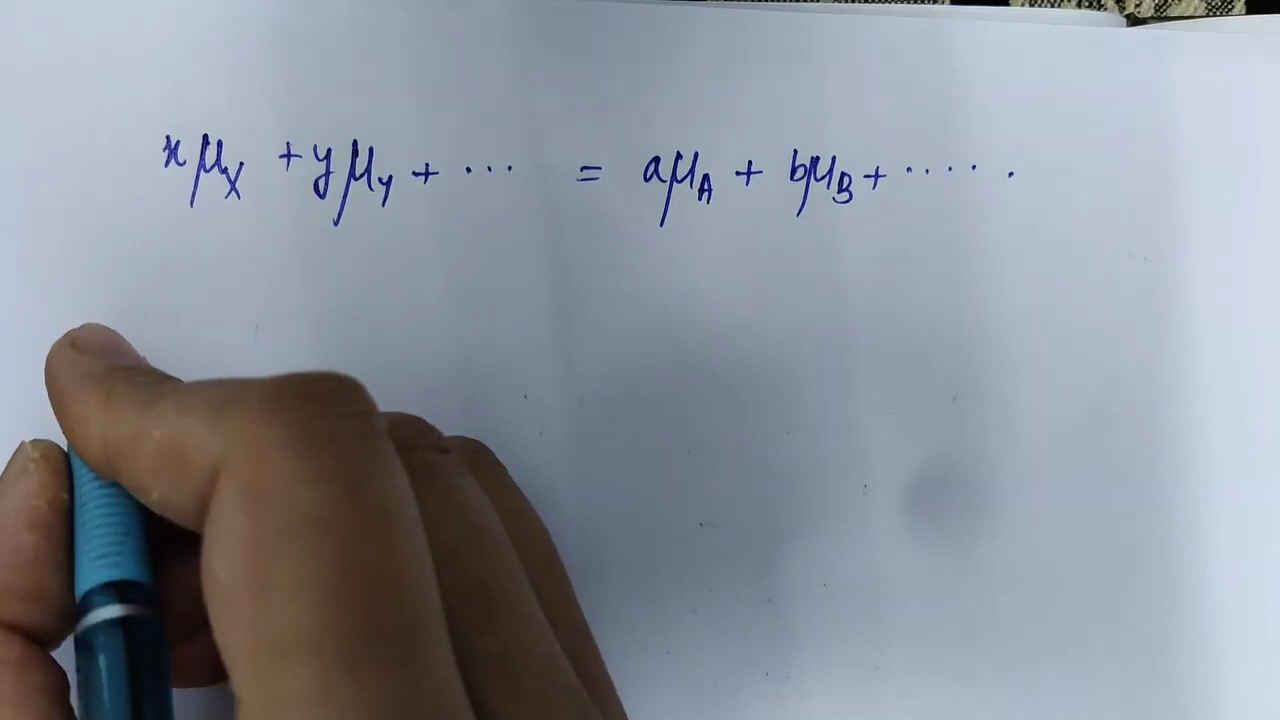 xμ_X + yμ_Y + ... = aμ_A + bμ_B + ......